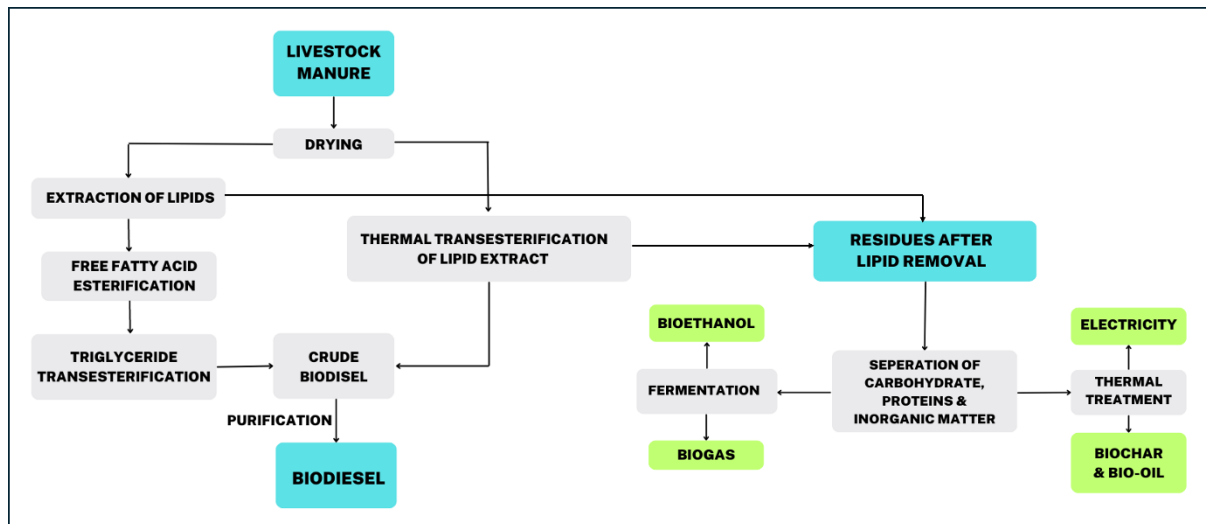 LIVESTOCK
MANURE
DRYING
EXTRACTION OF LIPIDS
THERMAL TRANSESTERIFICATION
OF LIPID EXTRACT
RESIDUES AFTER
LIPID REMOVAL
FREE FATTY ACID
ESTERIFICATION
TRIGLYCERIDE
TRANSESTERIFICATION
CRUDE
BIODISEL
PURIFICATION
BIODIESEL
BIOETHANOL
FERMENTATION
BIOGAS
SEPERATION OF
CARBOHYDRATE,
PROTEINS &
INORGANIC MATTER
ELECTRICITY
THERMAL
TREATMENT
BIOCHAR
& BIO-OIL